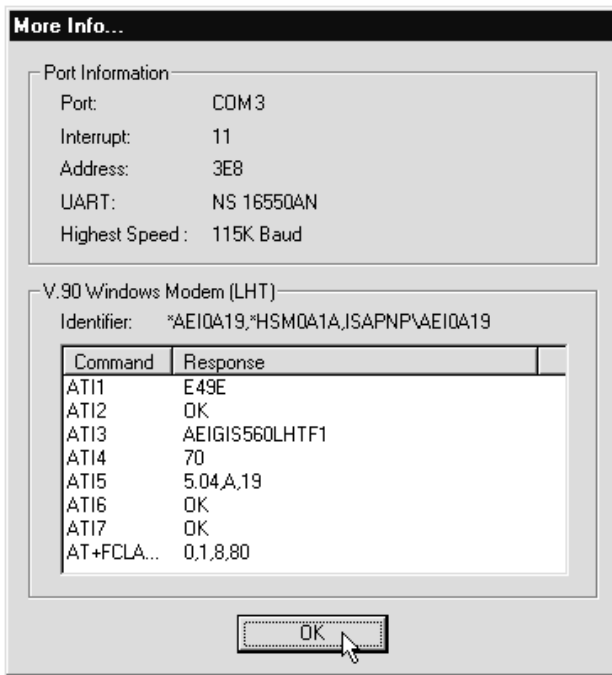 More Info...
Port Information
Port: COM3
Interrupt: 11
Address: 3E8
UART: NS 16550AN
Highest Speed : 115K Baud
V.90 Windows Modem (LHT)
Identifier: *AEI0A19,*HSM0A1A,ISAPNP\AEI0A19
Command Response
ATI1 E49E
ATI2 OK
ATI3 AEIGIS560LHTF1
ATI4 70
ATI5 5.04,A,19
ATI6 OK
ATI7 OK
AT+FCLA... 0,1,8,80
OK